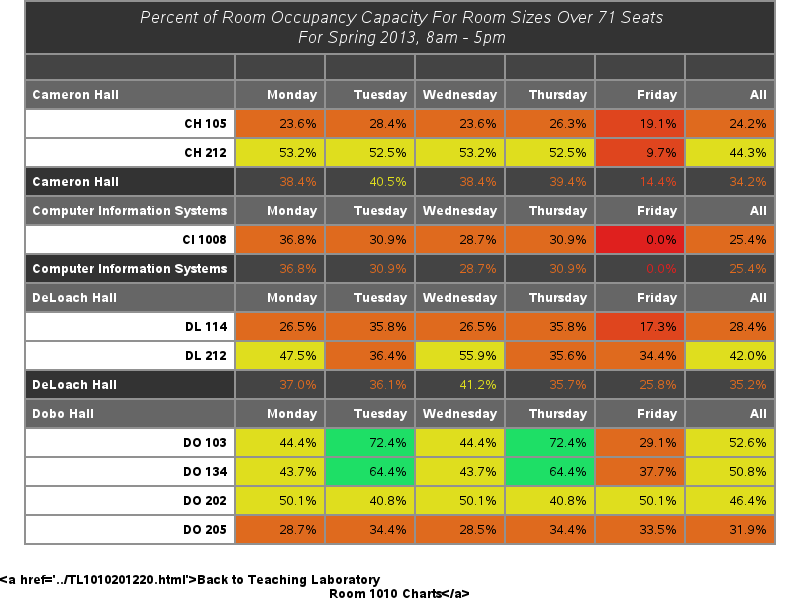 Percent of Room Occupancy Capacity For Room Sizes Over 71 Seats
For Spring 2013, 8am - 5pm
Cameron Hall Monday Tuesday Wednesday Thursday Friday All
CH 105 23.6% 28.4% 23.6% 26.3% 19.1% 24.2%
CH 212 53.2% 52.5% 53.2% 52.5% 9.7% 44.3%
Cameron Hall 38.4% 40.5% 38.4% 39.4% 14.4% 34.2%
Computer Information Systems Monday Tuesday Wednesday Thursday Friday All
CI 1008 36.8% 30.9% 28.7% 30.9% 0.0% 25.4%
Computer Information Systems 36.8% 30.9% 28.7% 30.9% 0.0% 25.4%
DeLoach Hall Monday Tuesday Wednesday Thursday Friday All
DL 114 26.5% 35.8% 26.5% 35.8% 17.3% 28.4%
DL 212 47.5% 36.4% 55.9% 35.6% 34.4% 42.0%
DeLoach Hall 37.0% 36.1% 41.2% 35.7% 25.8% 35.2%
Dobo Hall Monday Tuesday Wednesday Thursday Friday All
DO 103 44.4% 72.4% 44.4% 72.4% 29.1% 52.6%
DO 134 43.7% 64.4% 43.7% 64.4% 37.7% 50.8%
DO 202 50.1% 40.8% 50.1% 40.8% 50.1% 46.4%
DO 205 28.7% 34.4% 28.5% 34.4% 33.5% 31.9%
<a href='../TL1010201220.html'>Back to Teaching Laboratory
Room 1010 Charts</a>